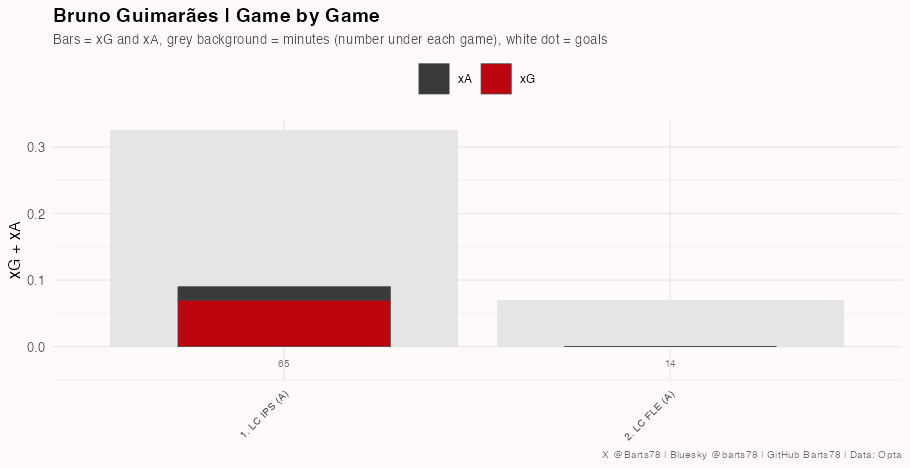 Bruno Guimarães | Game by Game
Bars = xG and xA, grey background = minutes (number under each game), white dot = goals
xA xG
xG + xA
0.3
0.2
0.1
0.0
65 14
1. LC IPS (A) 2. LC FLE (A)
X @Barts78 | Bluesky @barts78 | GitHub Barts78 | Data: Opta